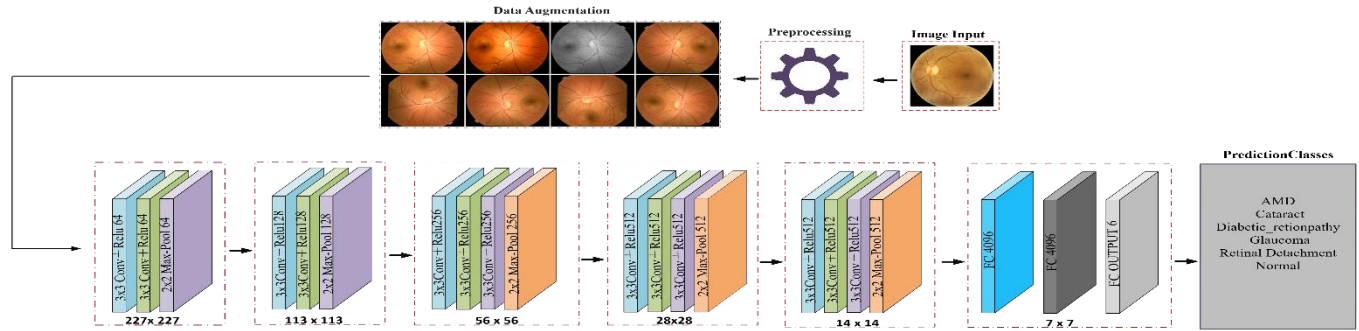 Data Augmentation
Preprocessing
Image Input
3x3 Conv + Relu 64
3x3 Conv + Relu 64
2x2 Max-Pool 64
227x 227
3x3Conv－Relu128
3x3Conv＋Relu128
2x2 Max-Pool 128
113 x 113
3x3Conv＋Relu256
3x3Conv＋Relu256
3x3Conv－Relu256
2x2 Max-Pool 256
56 x 56
3x3Conv＋Relu512
3x3Conv＋Relu512
3x3Conv－Relu512
2x2 Max-Pool 512
28x28
3x3Conv＋Relu512
3x3Conv＋Relu512
3x3Conv－Relu512
2x2 Max-Pool 512
14 x 14
FC 4096
FC 4096
FC OUTPUT 6
7 x 7
PredictionClasses
AMD
Cataract
Diabetic_retionpathy
Glaucoma
Retinal Detachment
Normal